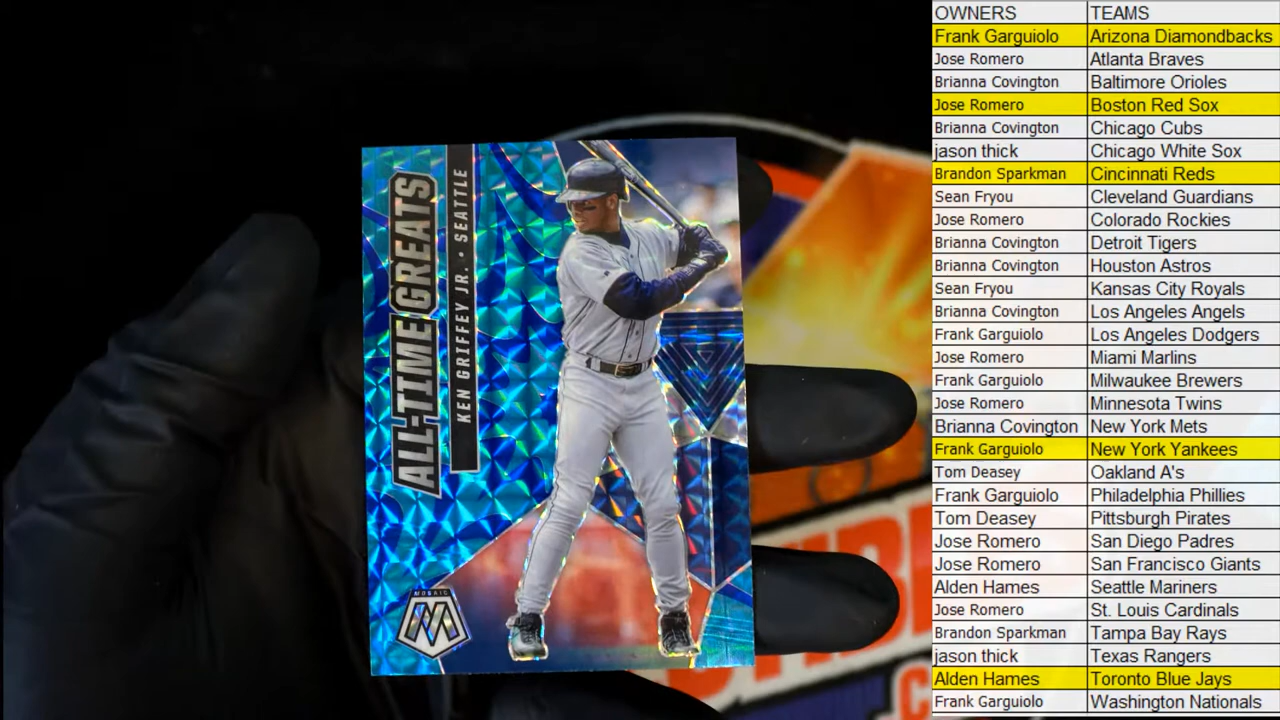 ALL-TIME GREATS
KEN GRIFFEY JR. • SEATTLE
MOSAIC
M
OWNERS TEAMS
Frank Garguiolo Arizona Diamondbacks
Jose Romero Atlanta Braves
Brianna Covington Baltimore Orioles
Jose Romero Boston Red Sox
Brianna Covington Chicago Cubs
jason thick Chicago White Sox
Brandon Sparkman Cincinnati Reds
Sean Fryou Cleveland Guardians
Jose Romero Colorado Rockies
Brianna Covington Detroit Tigers
Brianna Covington Houston Astros
Sean Fryou Kansas City Royals
Brianna Covington Los Angeles Angels
Frank Garguiolo Los Angeles Dodgers
Jose Romero Miami Marlins
Frank Garguiolo Milwaukee Brewers
Jose Romero Minnesota Twins
Brianna Covington New York Mets
Frank Garguiolo New York Yankees
Tom Deasey Oakland A's
Frank Garguiolo Philadelphia Phillies
Tom Deasey Pittsburgh Pirates
Jose Romero San Diego Padres
Jose Romero San Francisco Giants
Alden Hames Seattle Mariners
Jose Romero St. Louis Cardinals
Brandon Sparkman Tampa Bay Rays
jason thick Texas Rangers
Alden Hames Toronto Blue Jays
Frank Garguiolo Washington Nationals